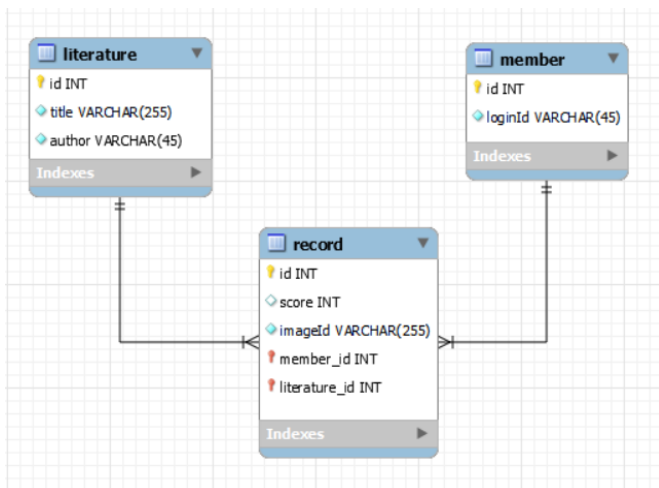 literature
id INT
title VARCHAR(255)
author VARCHAR(45)
Indexes
member
id INT
loginId VARCHAR(45)
Indexes
record
id INT
score INT
imageId VARCHAR(255)
member_id INT
literature_id INT
Indexes